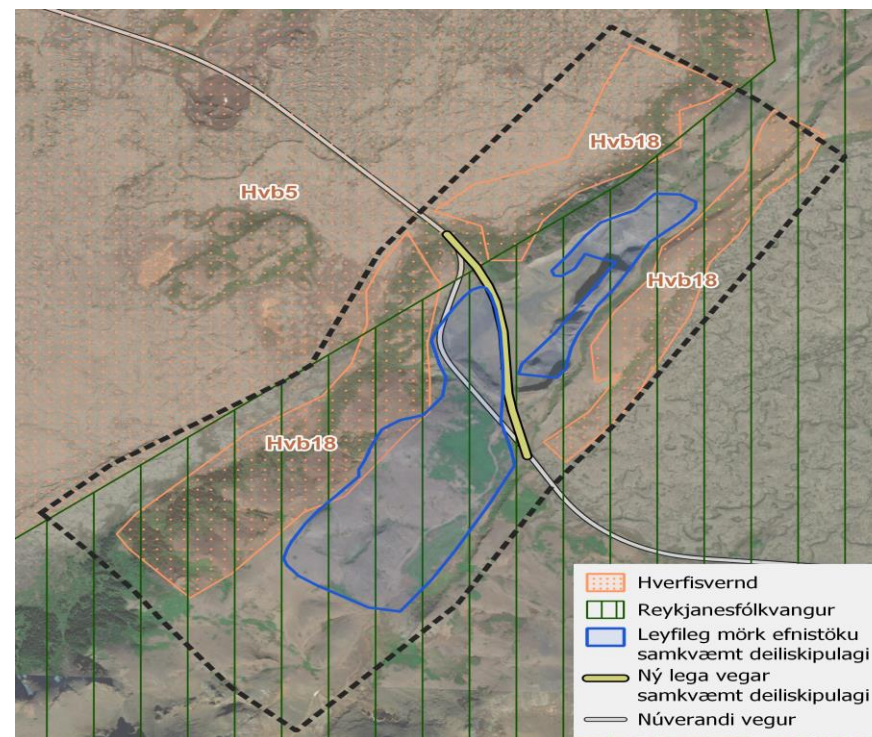 Hvb18
Hvb5
Hvb18
Hvb18
Hverfisvernd
Reykjanesfólkvangur
Leyfileg mörk efnistöku
samkvæmt deiliskipulagi
Ný lega vegar
samkvæmt deiliskipulagi
Núverandi vegur